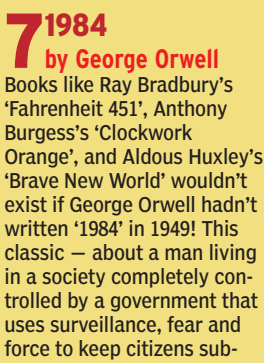 7 1984
by George Orwell
Books like Ray Bradbury's
‘Fahrenheit 451’, Anthony
Burgess's ‘Clockwork
Orange’, and Aldous Huxley's
‘Brave New World’ wouldn't
exist if George Orwell hadn't
written ‘1984’ in 1949! This
classic — about a man living
in a society completely con-
trolled by a government that
uses surveillance, fear and
force to keep citizens sub-